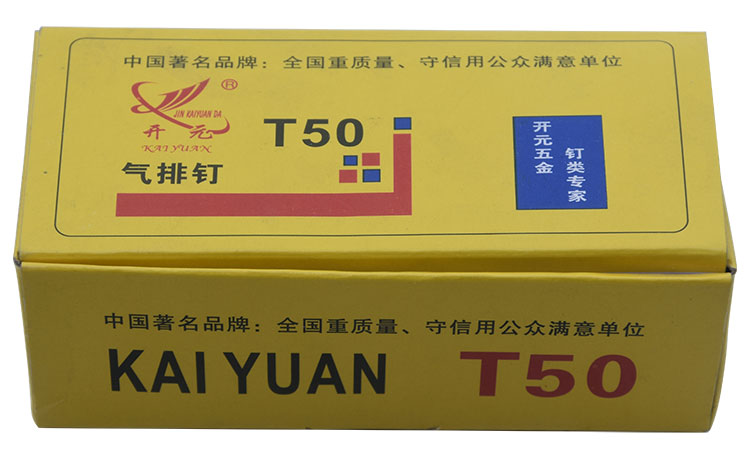 中国著名品牌：全国重质量、守信用公众满意单位
®
JIN KAIYUAN DA
开元
KAI YUAN
气排钉
T50
开元五金
钉类专家
中国著名品牌：全国重质量、守信用公众满意单位
KAI YUAN T50